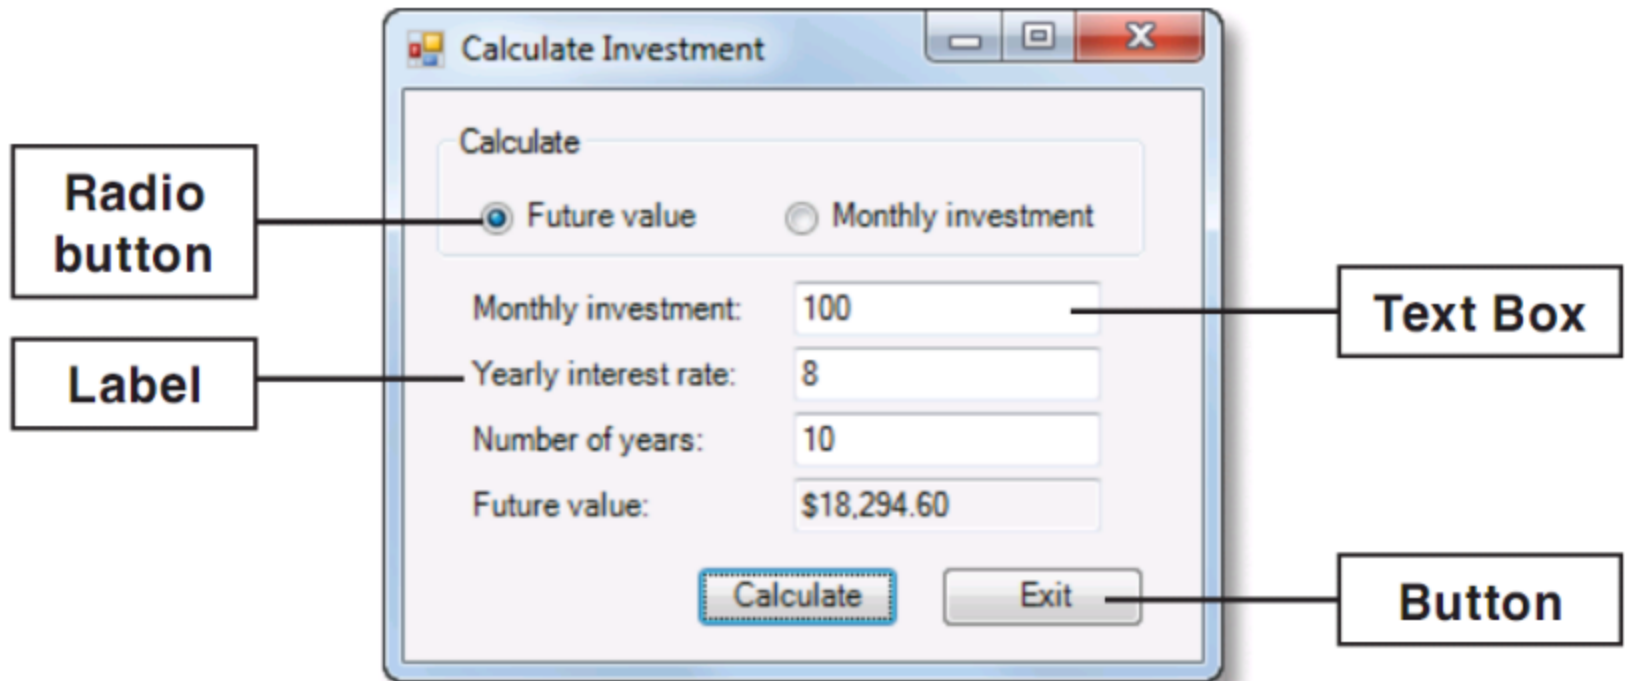 Calculate Investment
Calculate
Radio
button
Future value
Monthly investment
Monthly investment:
100
Text Box
Label
Yearly interest rate:
8
Number of years:
10
Future value:
$18,294.60
Calculate
Exit
Button